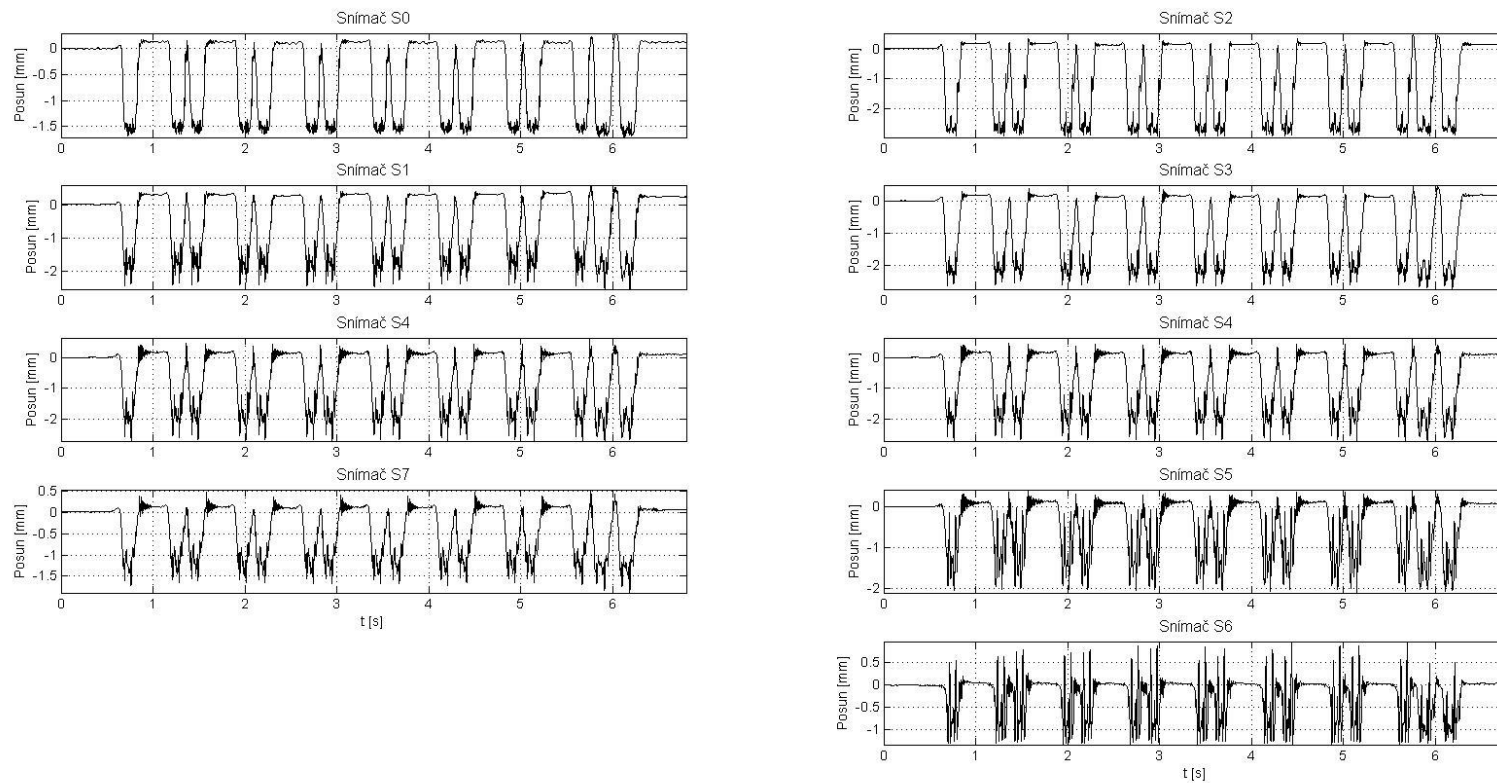 Snímač S0
Posun [mm]
0
-0.5
-1
-1.5
0 1 2 3 4 5 6
Snímač S1
Posun [mm]
0
-1
-2
0 1 2 3 4 5 6
Snímač S4
Posun [mm]
0
-1
-2
0 1 2 3 4 5 6
Snímač S7
Posun [mm]
0.5
0
-0.5
-1
-1.5
0 1 2 3 4 5 6
t [s]
Snímač S2
Posun [mm]
0
-1
-2
0 1 2 3 4 5 6
Snímač S3
Posun [mm]
0
-1
-2
0 1 2 3 4 5 6
Snímač S4
Posun [mm]
0
-1
-2
0 1 2 3 4 5 6
Snímač S5
Posun [mm]
0
-1
-2
0 1 2 3 4 5 6
Snímač S6
Posun [mm]
0.5
0
-0.5
-1
0 1 2 3 4 5 6
t [s]